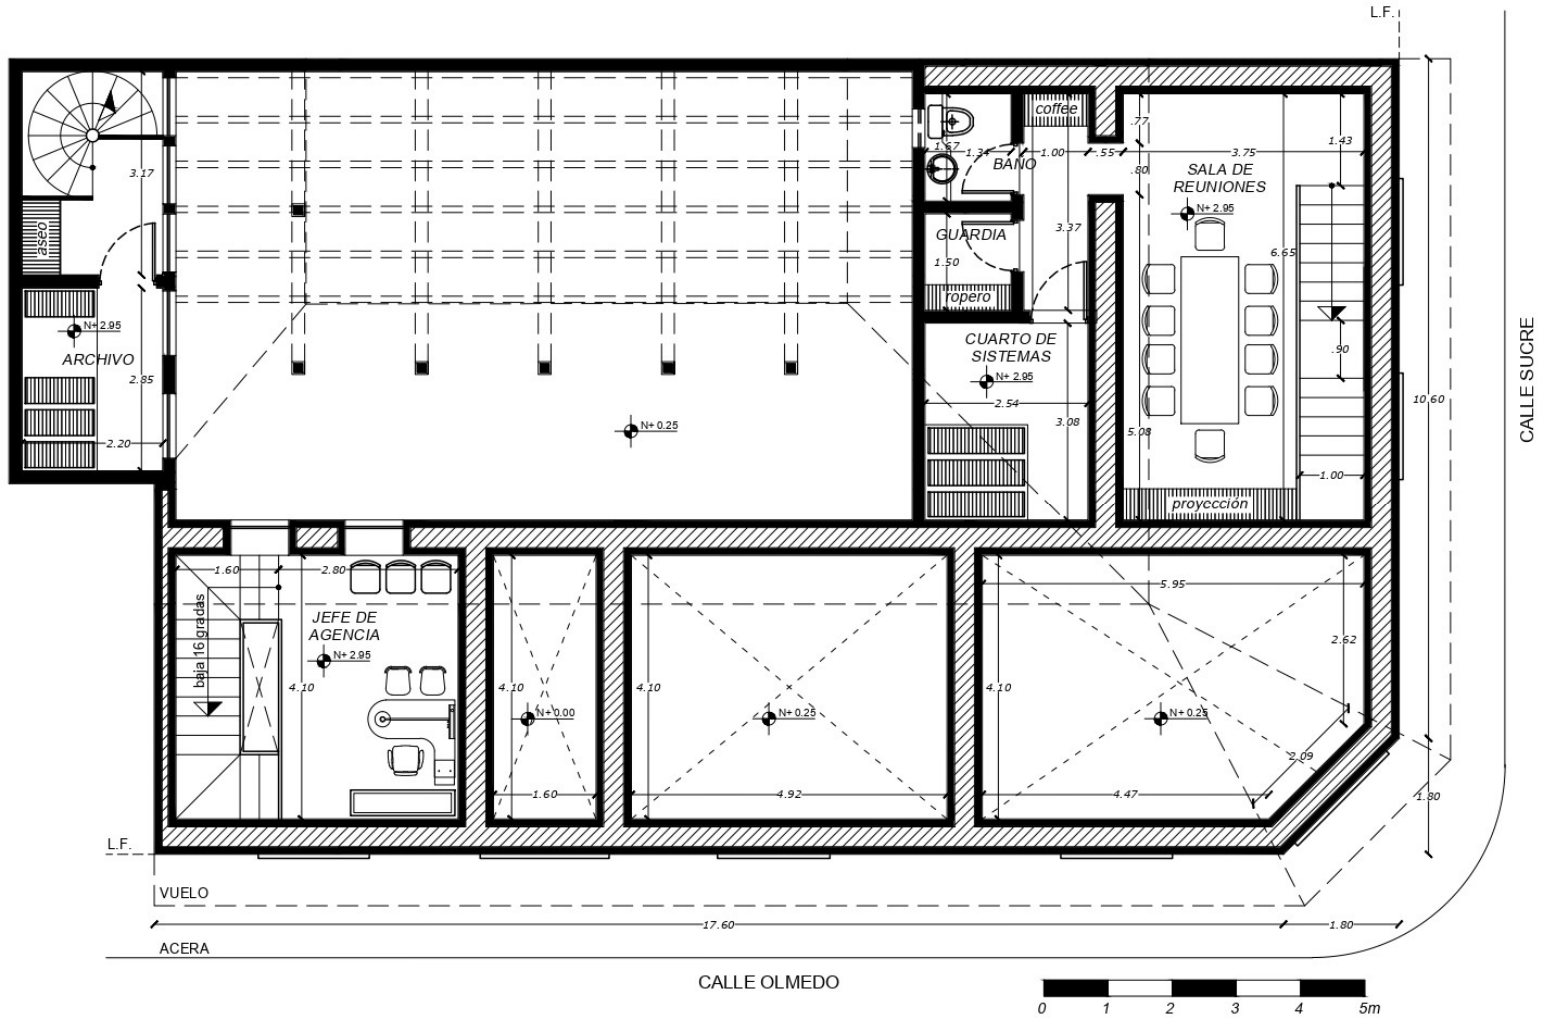 L.F.
coffee
.77
1.43
1.67
1.34
1.00
.55
3.75
BAÑO
.80
SALA DE
REUNIONES
N+ 2.95
3.17
aseo
GUARDIA
3.37
1.50
6.65
ropero
N+ 2.95
ARCHIVO
2.85
CUARTO DE
SISTEMAS
N+ 2.95
.90
2.54
10.60
CALLE SUCRE
N+ 0.25
3.08
5.08
2.20
1.00
proyección
1.60
2.80
5.95
baja 16 gradas
JEFE DE
AGENCIA
N+ 2.95
2.62
4.10
4.10
4.10
4.10
N+ 0.00
N+ 0.25
N+ 0.25
2.09
1.60
4.92
4.47
1.80
L.F.
VUELO
17.60
1.80
ACERA
CALLE OLMEDO
0 1 2 3 4 5m